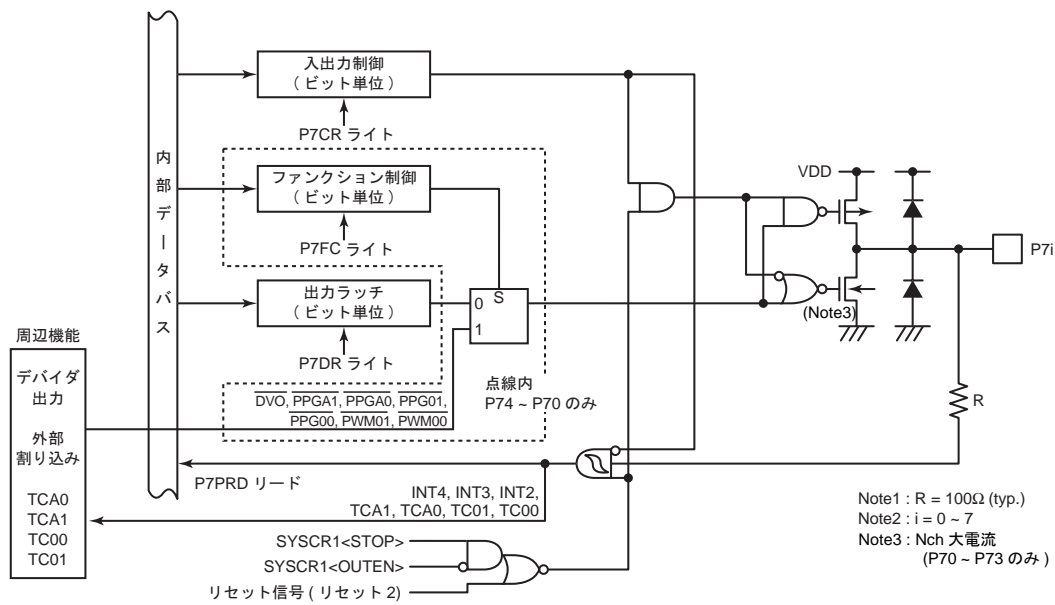 入出力制御
( ビット単位 )
P7CR ライト
内部データバス
ファンクション制御
( ビット単位 )
P7FC ライト
出力ラッチ
( ビット単位 )
P7DR ライト
0
S
1
VDD
P7i
(Note3)
R
点線内
P74 ~ P70 のみ
DVO, PPGA1, PPGA0, PPG01,
PPG00, PWM01, PWM00
周辺機能
デバイダ
出力
外部
割り込み
TCA0
TCA1
TC00
TC01
P7PRD リード
INT4, INT3, INT2,
TCA1, TCA0, TC01, TC00
SYSCR1<STOP>
SYSCR1<OUTEN>
リセット信号 ( リセット 2)
Note1 : R = 100Ω (typ.)
Note2 : i = 0 ~ 7
Note3 : Nch 大電流
(P70 ~ P73 のみ )